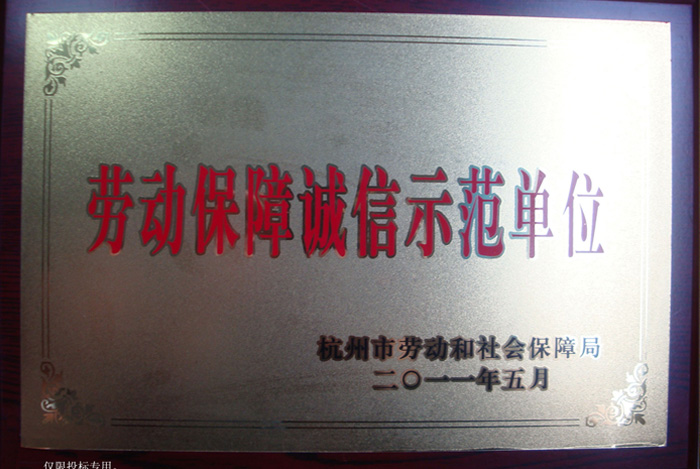 劳动保障诚信示范单位
杭州市劳动和社会保障局
二〇一一年五月
仅限投标专用。